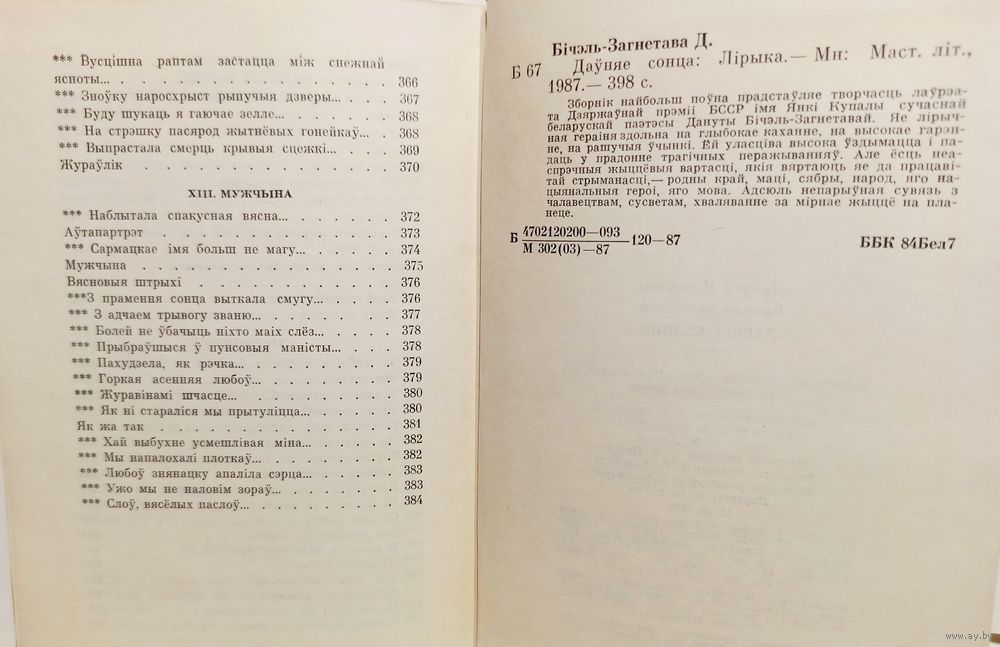 *** Вусцішна раптам застацца між снежнай
ясноты... . . . . . . . . . . . . 366
*** Зноўку наросхрыст рыпучыя дзверы... . . 367
*** Буду шукаць я гаючае зелле... . . . . . 368
*** На стрэшку пасярод жытнёвых гонейкаў... . 368
*** Выпрастала смерць крывыя сцежкі... . . . 369
Жураўлік . . . . . . . . . . . . 370
XIII. МУЖЧЫНА
*** Наблытала спакусная вясна... . . . . . 372
Аўтапартрэт . . . . . . . . . . . 373
*** Сармацкае імя больш не магу... . . . . 374
Мужчына . . . . . . . . . . . . . 375
Вясновыя штрыхі . . . . . . . . . . 376
***З прамення сонца выткала смугу... . . . . 376
*** З адчаем трывогу званю... . . . . . . 377
*** Болей не ўбачыць ніхто маіх слёз... . . . 378
*** Прыбраўшыся ў пунсовыя маністы... . . . 378
*** Пахудзела, як рэчка... . . . . . . . 379
*** Горкая асенняя любоў... . . . . . . . 379
*** Журавінамі шчасце... . . . . . . . . 380
*** Як ні стараліся мы прытуліцца... . . . . 380
Як жа так . . . . . . . . . . . . 381
*** Хай выбухне усмешлівая міна... . . . . . 382
*** Мы напалохалі плоткаў... . . . . . . . 382
*** Любоў знянацку апаліла сэрца... . . . . 383
*** Ужо мы не наловім зораў... . . . . . . 383
*** Слоў, вясёлых паслоў... . . . . . . . 384
Бічэль-Загнетава Д.
Б 67 Даўняе сонца: Лірыка.— Мн: Маст. літ.,
1987.— 398 с.
Зборнік найбольш поўна прадстаўляе творчасць лаўрэа-
та Дзяржаўнай прэміі БССР імя Янкі Купалы сучаснай
беларускай паэтэсы Дануты Бічэль-Загнетавай. Яе лірыч-
ная гераіня здольна на глыбокае каханне, на высокае гарэн-
не, на рашучыя ўчынкі. Ёй уласціва высока ўздымацца і па-
даць у прадонне трагічных перажыванняў. Але ёсць неа-
спрэчныя жыццёвыя вартасці, якія вяртаюць яе да працаві-
тай стрыманасці,— родны край, маці, сябры, народ, яго на-
цыянальныя героі, яго мова. Адсюль непарыўная сувязь з
чалавецтвам, сусветам, хваляванне за мірнае жыццё на пла-
неце.
Б 4702120200—093
М 302(03)—87 120—87 ББК 84Бел7
www.ay.by